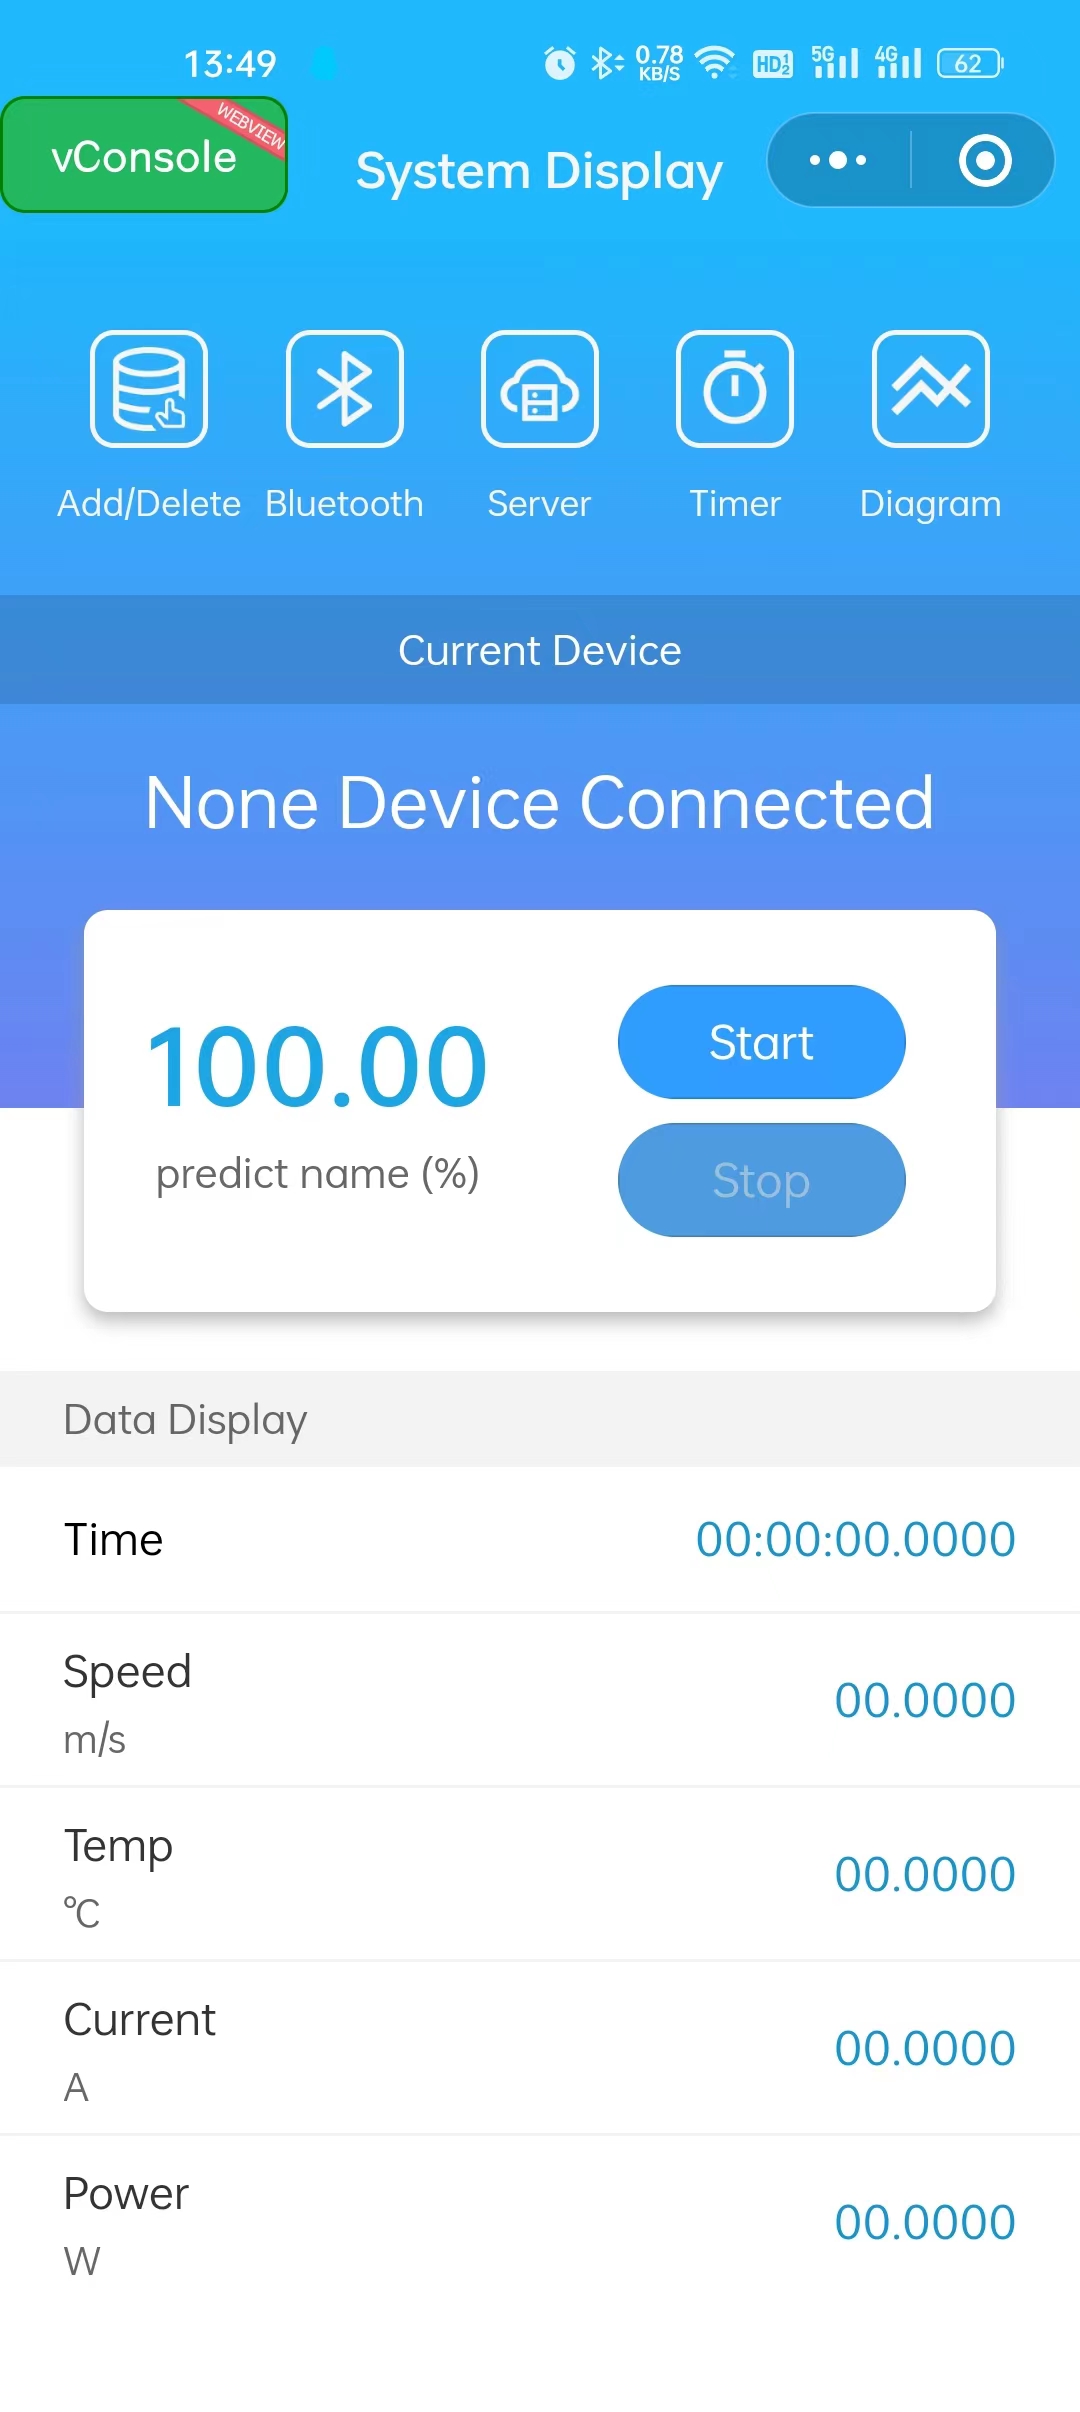 13:49
0.78
KB/S
HD 1
2
5G
4G
62
vConsole
WEBVIEW
System Display
Add/Delete Bluetooth Server Timer Diagram
Current Device
None Device Connected
100.00
predict name (%)
Start
Stop
Data Display
Time
00:00:00.0000
Speed
m/s
00.0000
Temp
℃
00.0000
Current
A
00.0000
Power
W
00.0000